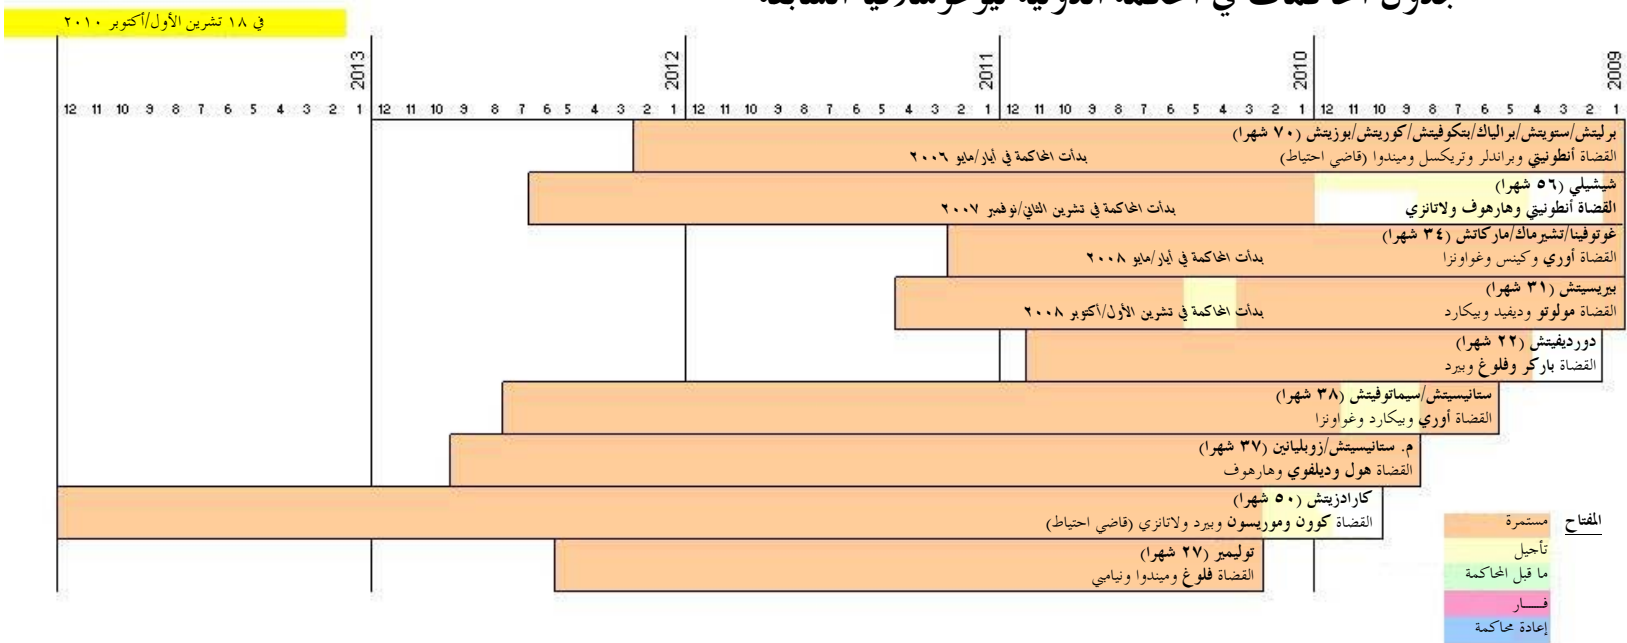 جدول المحاكمات في المحكمة الدولية ليوغوسلافيا السابقة
في ١٨ تشرين الأول/أكتوبر ٢٠١٠
2013 2012 2011 2010 2009
12 11 10 9 8 7 6 5 4 3 2 1 12 11 10 9 8 7 6 5 4 3 2 1 12 11 10 9 8 7 6 5 4 3 2 1 12 11 10 9 8 7 6 5 4 3 2 1 12 11 10 9 8 7 6 5 4 3 2 1
برليتش/ستويتش/برالياك/بتكوفيتش/كوريتش/بوزيتش (٧٠ شهرا)
القضاة أنطونيتي وبراندلر وتريكسل وميندوا (قاضي احتياط)
بدأت المحاكمة في أيار/مايو ٢٠٠٦
شيشيلي (٥٦ شهرا)
القضاة أنطونيتي وهارهوف ولاتانزي
بدأت المحاكمة في تشرين الثاني/نوفمبر ٢٠٠٧
غوتوفينا/تشيرماك/ماركاتش (٣٤ شهرا)
القضاة أوري وكينس وغواونزا
بدأت المحاكمة في أيار/مايو ٢٠٠٨
بيريسيتش (٣١ شهرا)
القضاة مولوتو وديفيد وبيكارد
بدأت المحاكمة في تشرين الأول/أكتوبر ٢٠٠٨
دورديفيتش (٢٢ شهرا)
القضاة باركر وفلوغ وبيرد
ستانيسيتش/سيماتوفيتش (٣٨ شهرا)
القضاة أوري وبيكارد وغواونزا
م. ستانيسيتش/زوبليانين (٣٧ شهرا)
القضاة هول وديلفوي وهارهوف
كارادزيتش (٥٠ شهرا)
القضاة كوون وموريسون وبيرد ولاتانزي (قاضي احتياط)
توليمير (٢٧ شهرا)
القضاة فلوغ وميندوا ونيامبي
المفتاح
مستمرة
تأجيل
ما قبل المحاكمة
فــــار
إعادة محاكمة